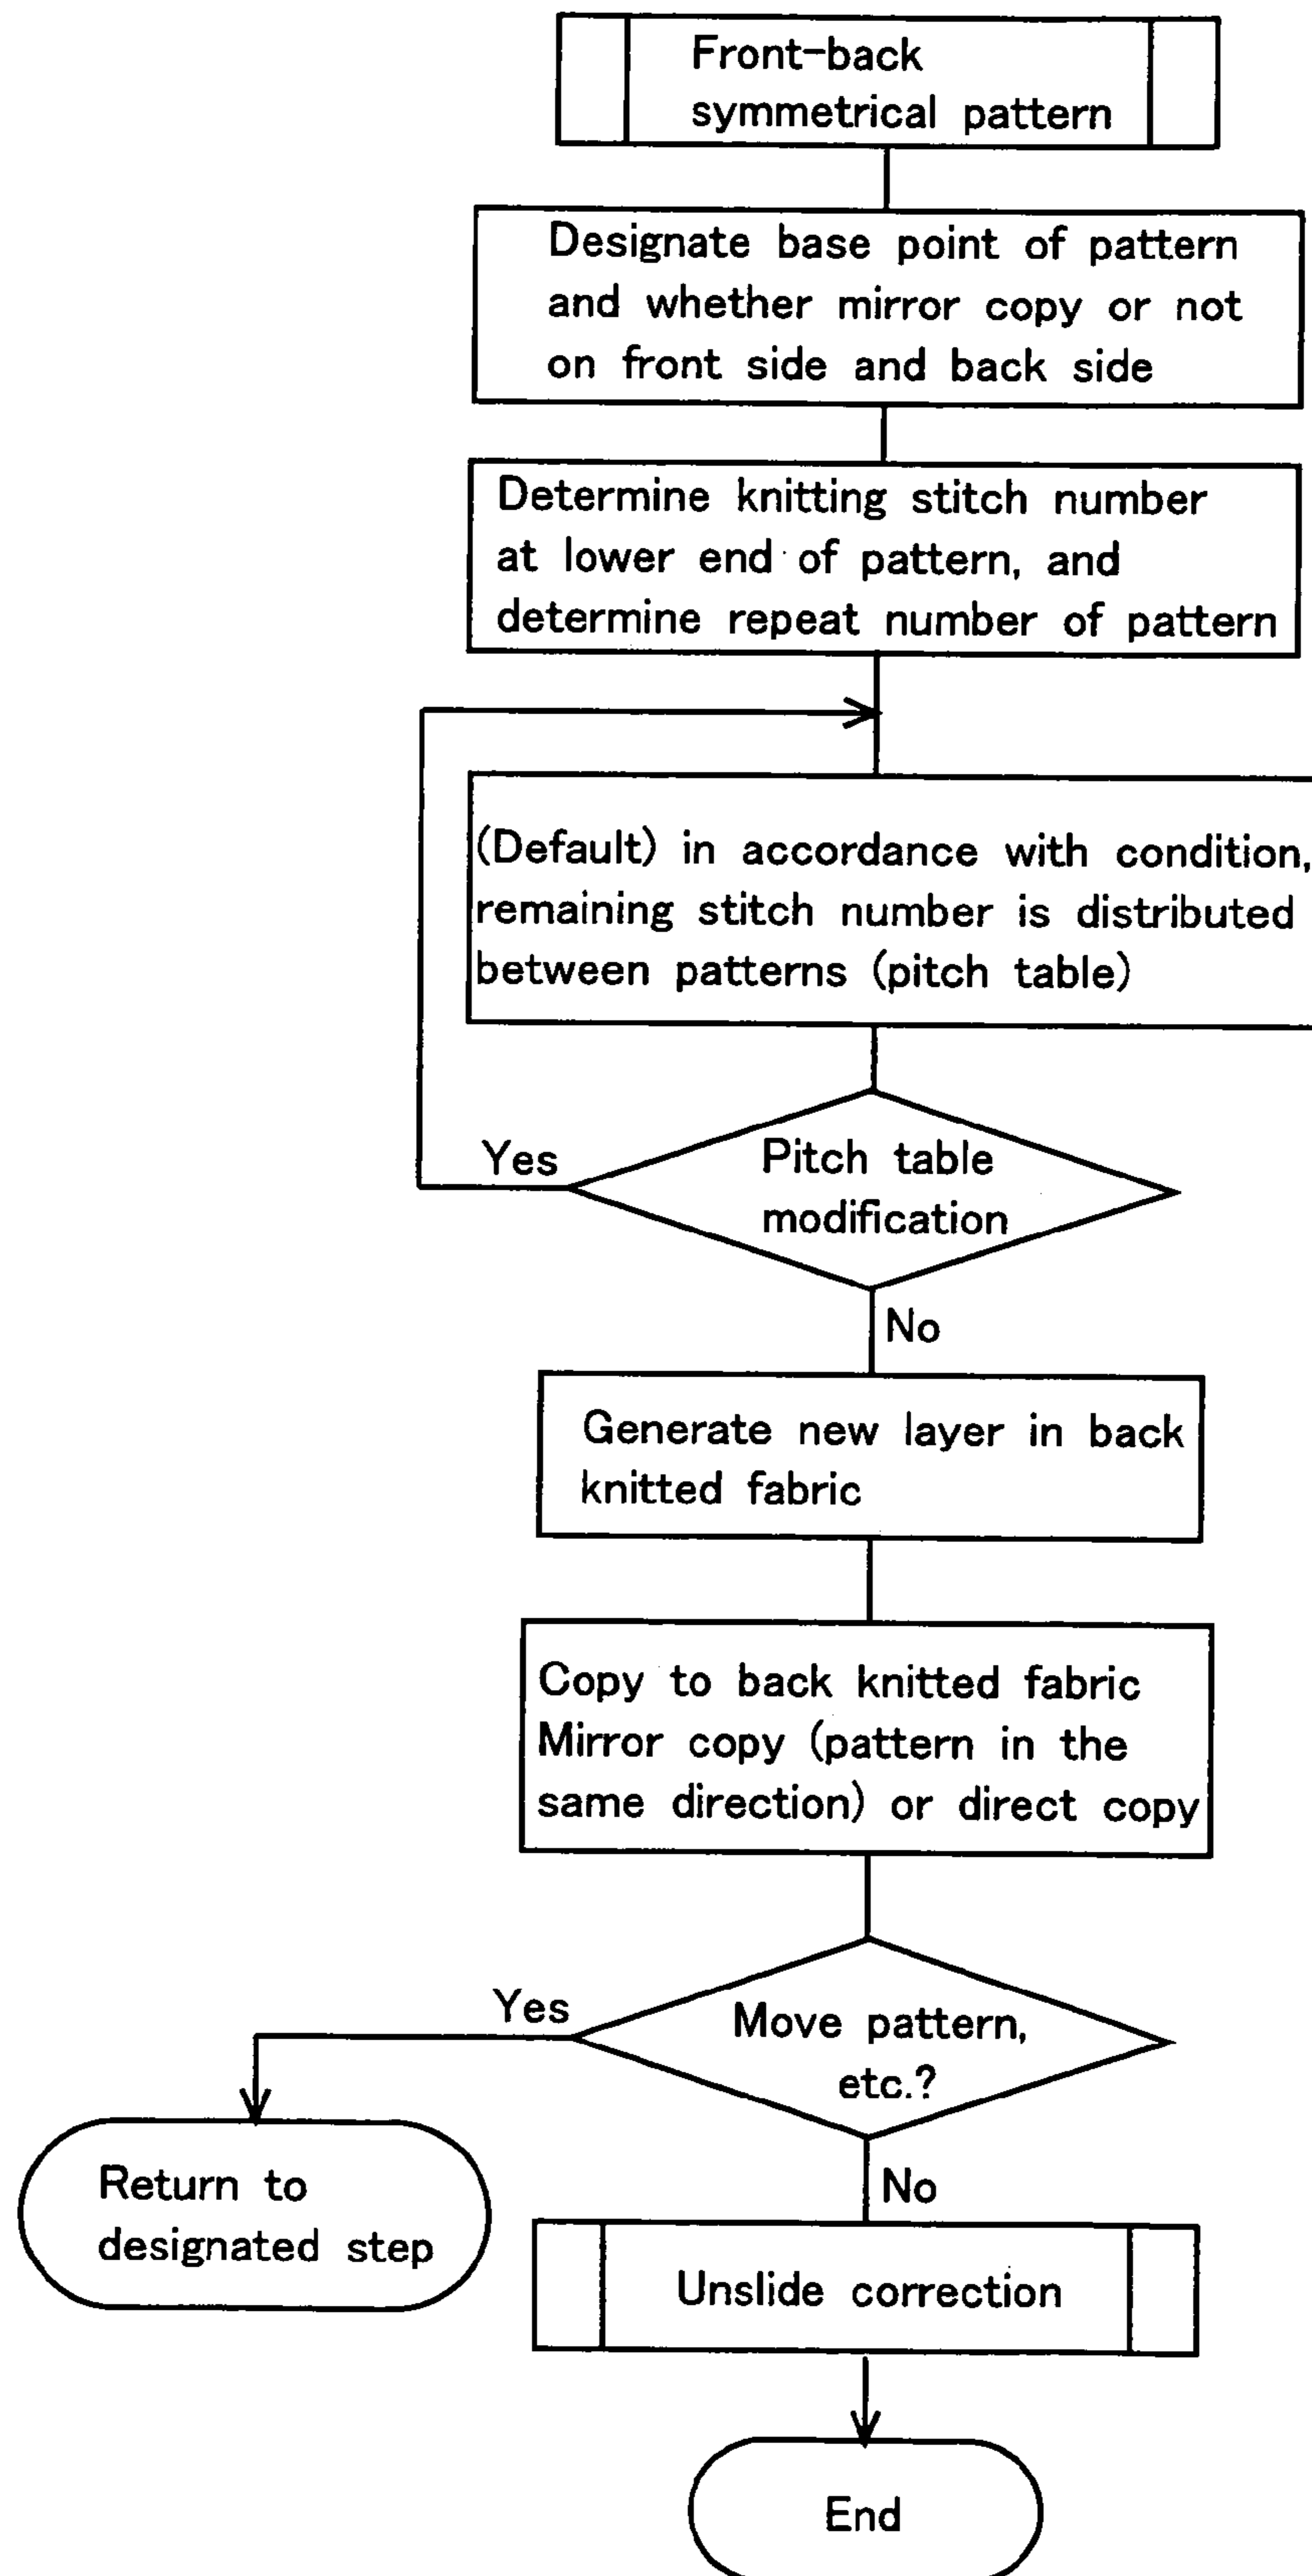 Front-back
symmetrical pattern
Designate base point of pattern
and whether mirror copy or not
on front side and back side
Determine knitting stitch number
at lower end of pattern, and
determine repeat number of pattern
(Default) in accordance with condition,
remaining stitch number is distributed
between patterns (pitch table)
Yes
Pitch table
modification
No
Generate new layer in back
knitted fabric
Copy to back knitted fabric
Mirror copy (pattern in the
same direction) or direct copy
Yes
Move pattern,
etc.?
Return to
designated step
No
Unslide correction
End